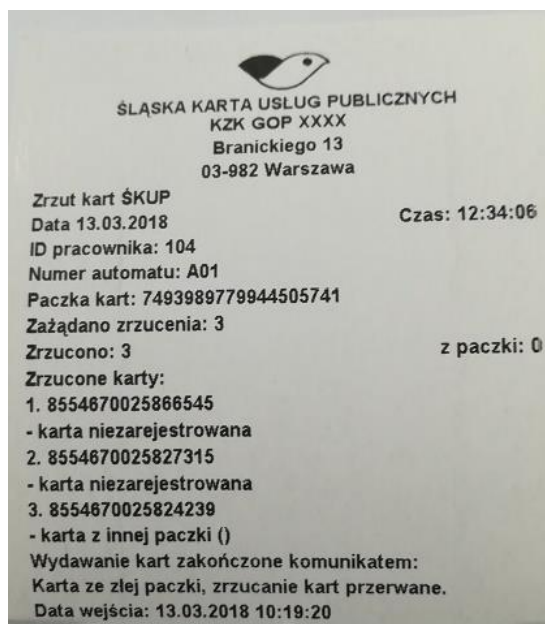 ŚLĄSKA KARTA USŁUG PUBLICZNYCH
KZK GOP XXXX
Branickiego 13
03-982 Warszawa
Zrzut kart ŚKUP
Data 13.03.2018 Czas: 12:34:06
ID pracownika: 104
Numer automatu: A01
Paczka kart: 7493989779944505741
Zażądano zrzucenia: 3
Zrzucono: 3 z paczki: 0
Zrzucone karty:
1. 8554670025866545
- karta niezarejestrowana
2. 8554670025827315
- karta niezarejestrowana
3. 8554670025824239
- karta z innej paczki ()
Wydawanie kart zakończone komunikatem:
Karta ze złej paczki, zrzucanie kart przerwane.
Data wejścia: 13.03.2018 10:19:20